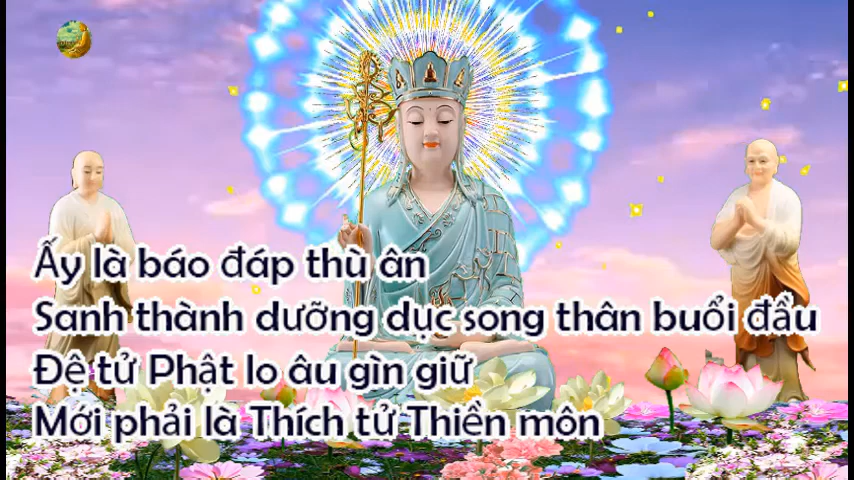 Ấy là báo đáp thù ân
Sanh thành dưỡng dục song thân buổi đầu
Đệ tử Phật lo âu gìn giữ
Mới phải là Thích tử Thiền môn